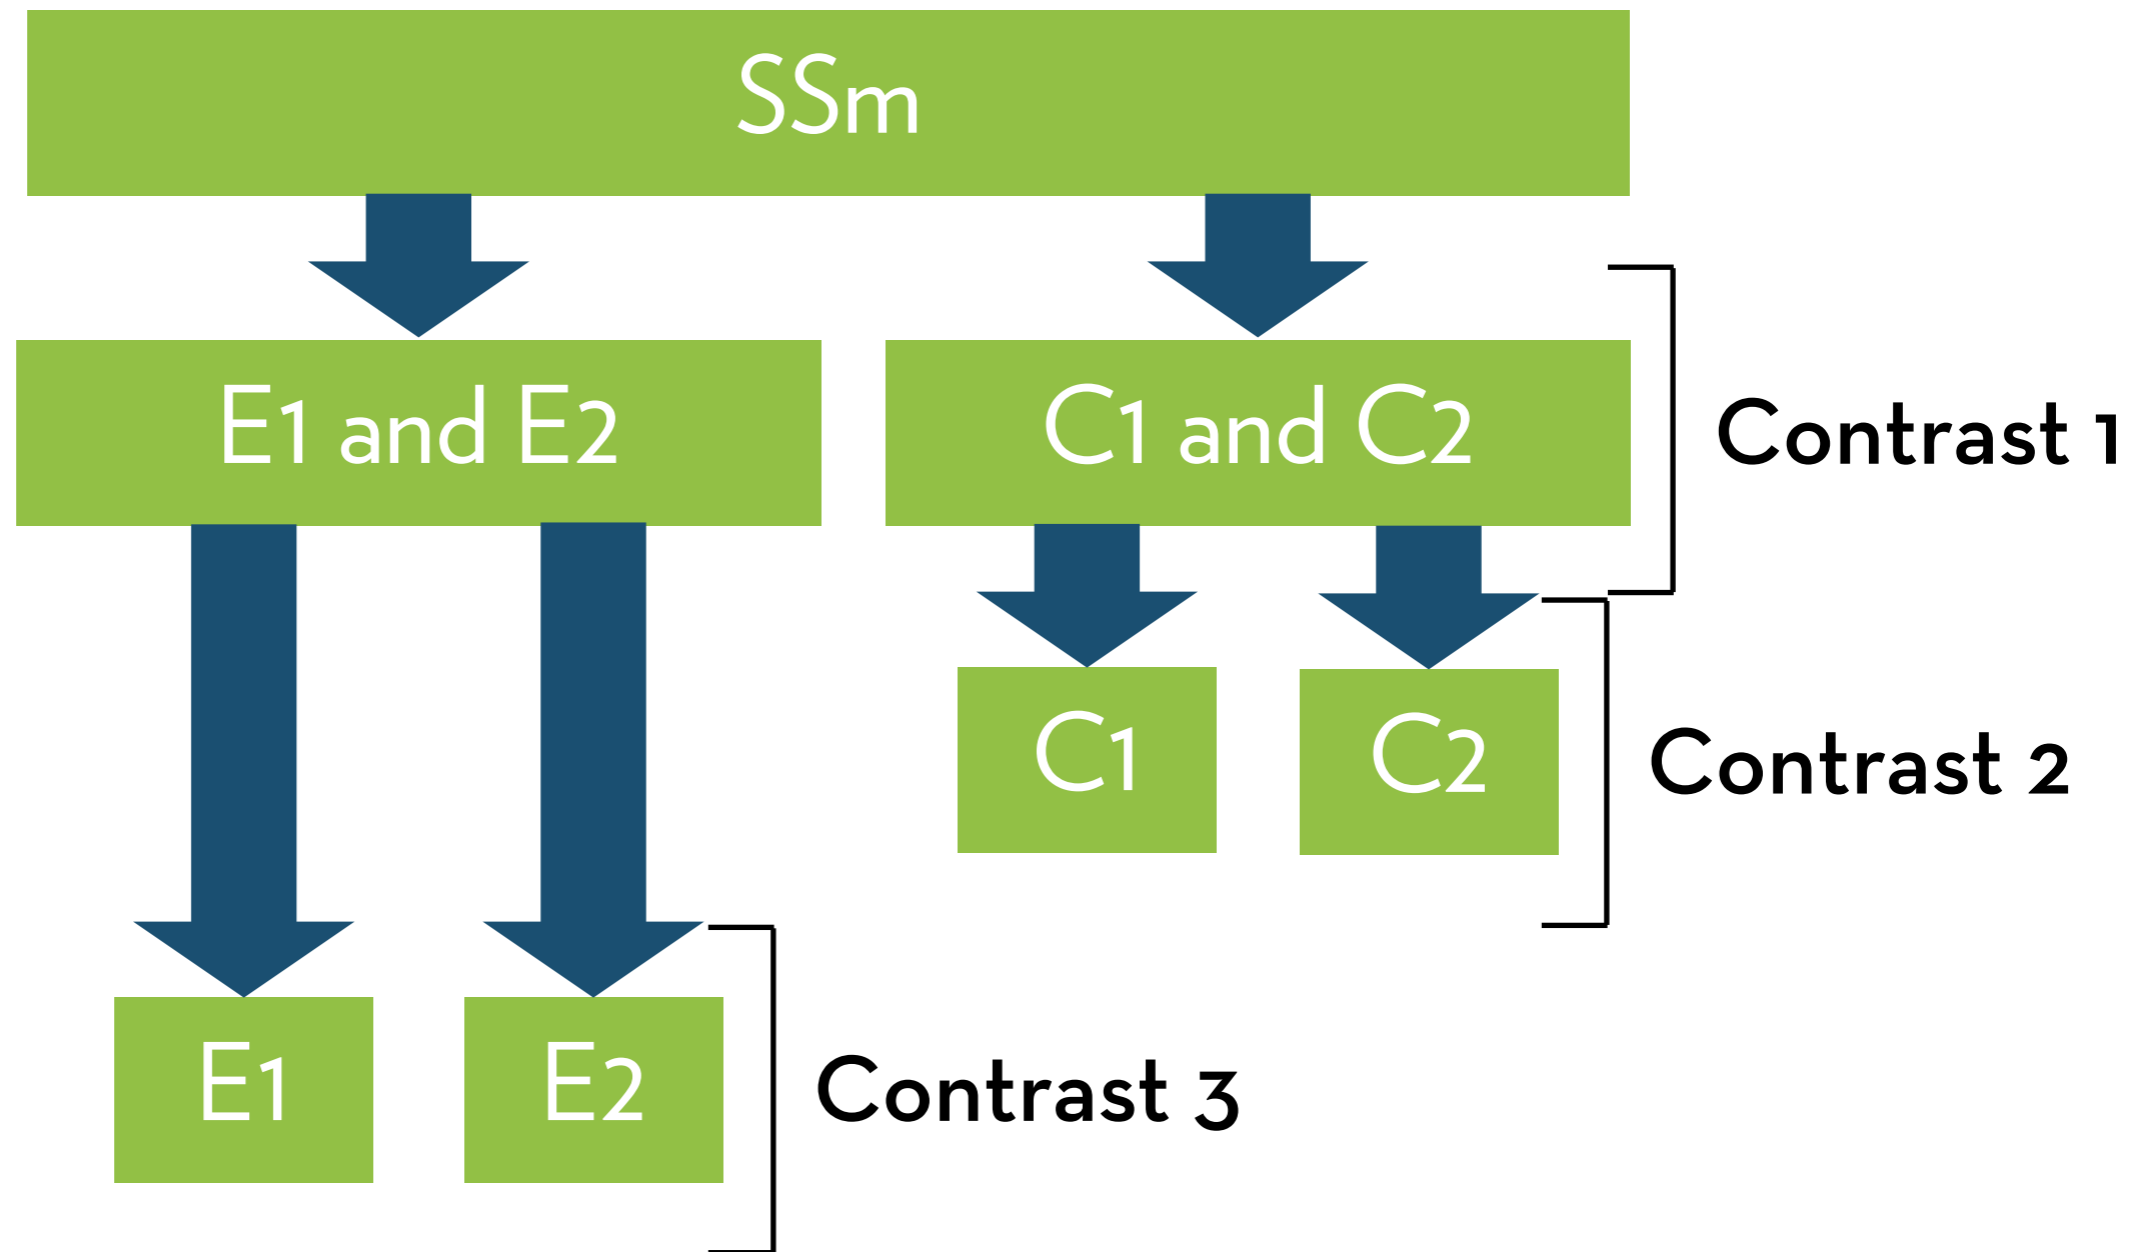 SSm
E1 and E2
C1 and C2
Contrast 1
C1
C2
Contrast 2
E1
E2
Contrast 3